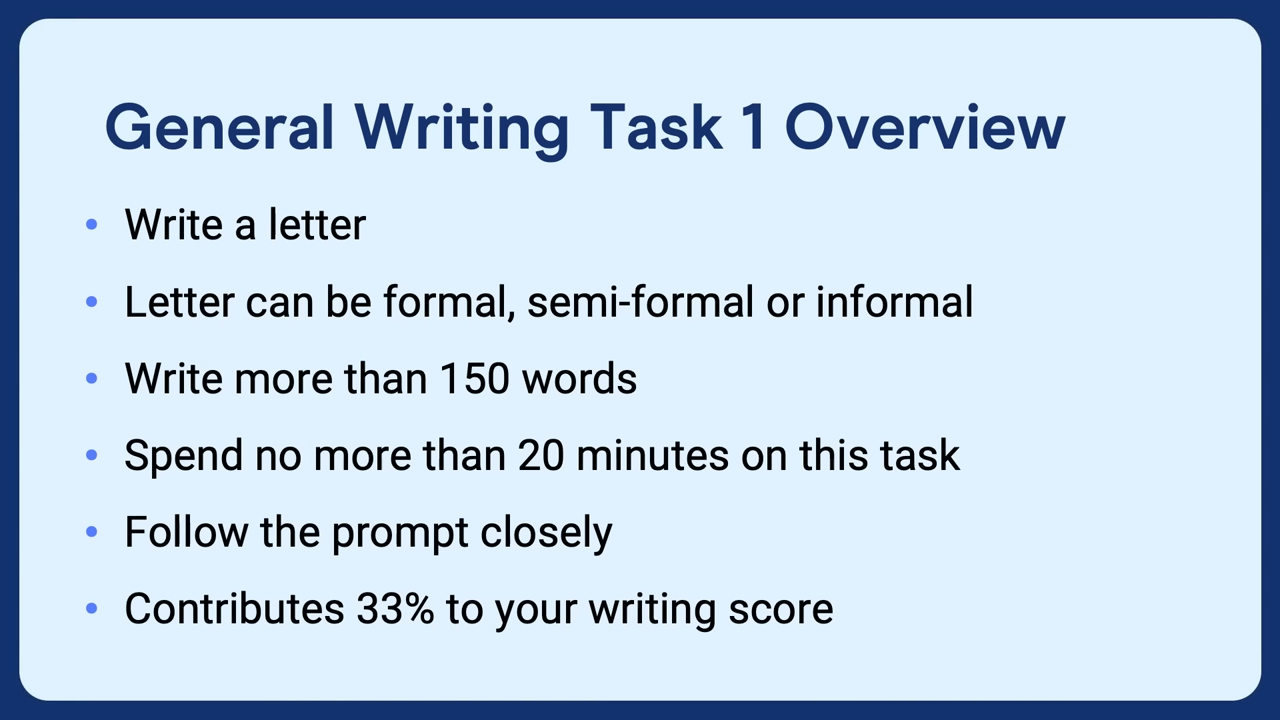 General Writing Task 1 Overview
• Write a letter
• Letter can be formal, semi-formal or informal
• Write more than 150 words
• Spend no more than 20 minutes on this task
• Follow the prompt closely
• Contributes 33% to your writing score